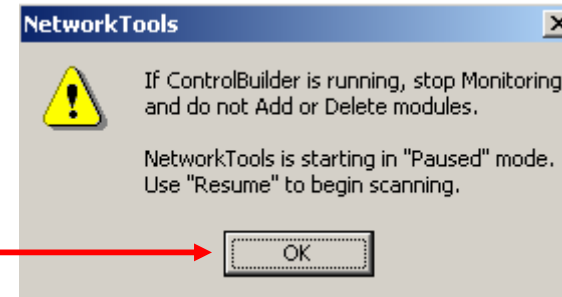 NetworkTools
If ControlBuilder is running, stop Monitoring
and do not Add or Delete modules.
NetworkTools is starting in "Paused" mode.
Use "Resume" to begin scanning.
OK